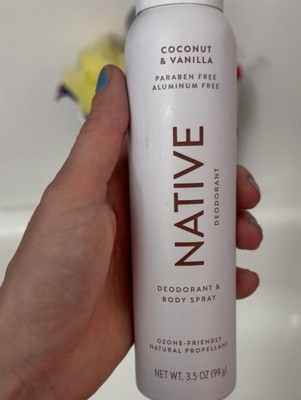 COCONUT
& VANILLA
PARABEN FREE
ALUMINUM FREE
NATIVE
DEODORANT
DEODORANT &
BODY SPRAY
OZONE-FRIENDLY
NATURAL PROPELLANT
NET WT. 3.5 OZ (99 g)